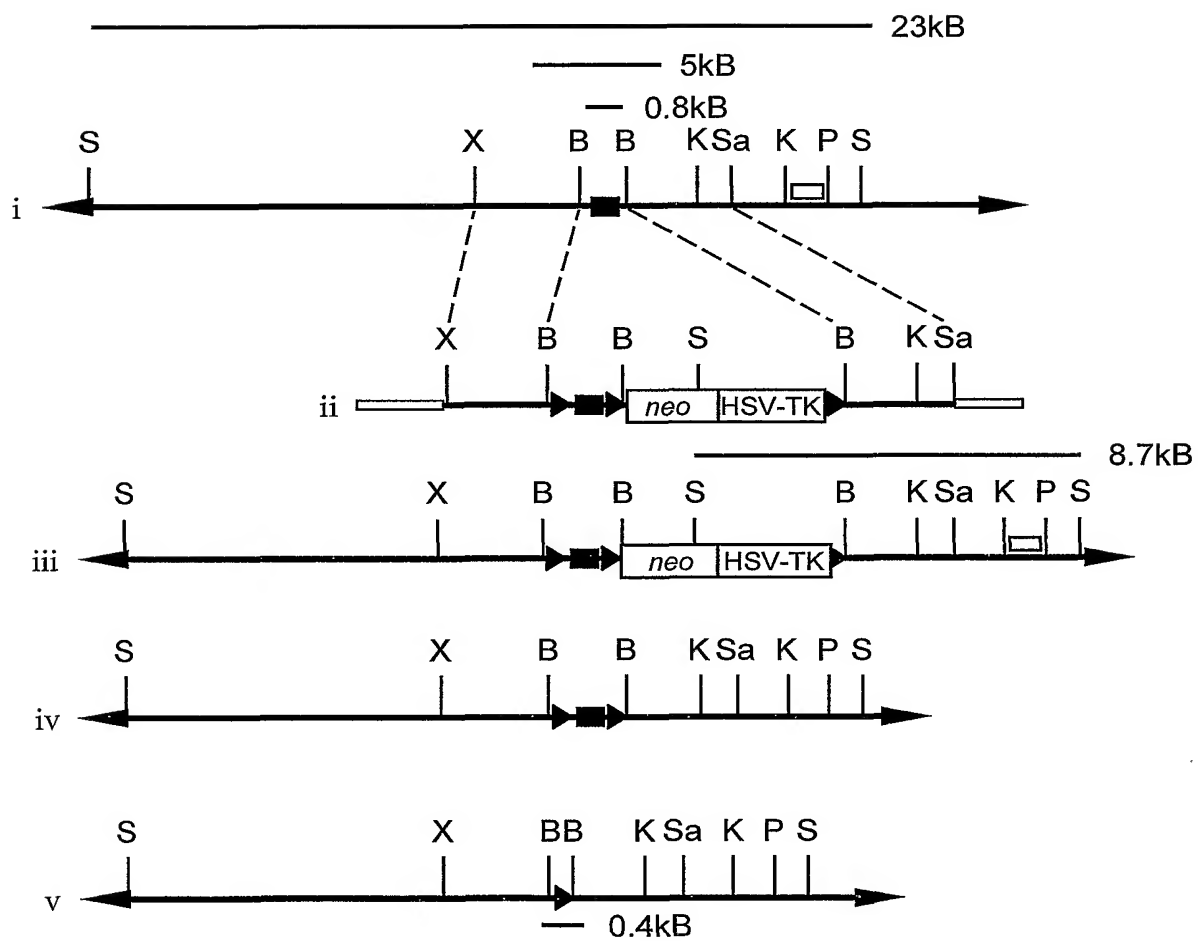 23kB
5kB
0.8kB
S X B B K Sa K P S
i
X B B S B K Sa
ii neo HSV-TK
8.7kB
S X B B S B K Sa K P S
iii neo HSV-TK
S X B B K Sa K P S
iv
S X BB K Sa K P S
v
0.4kB